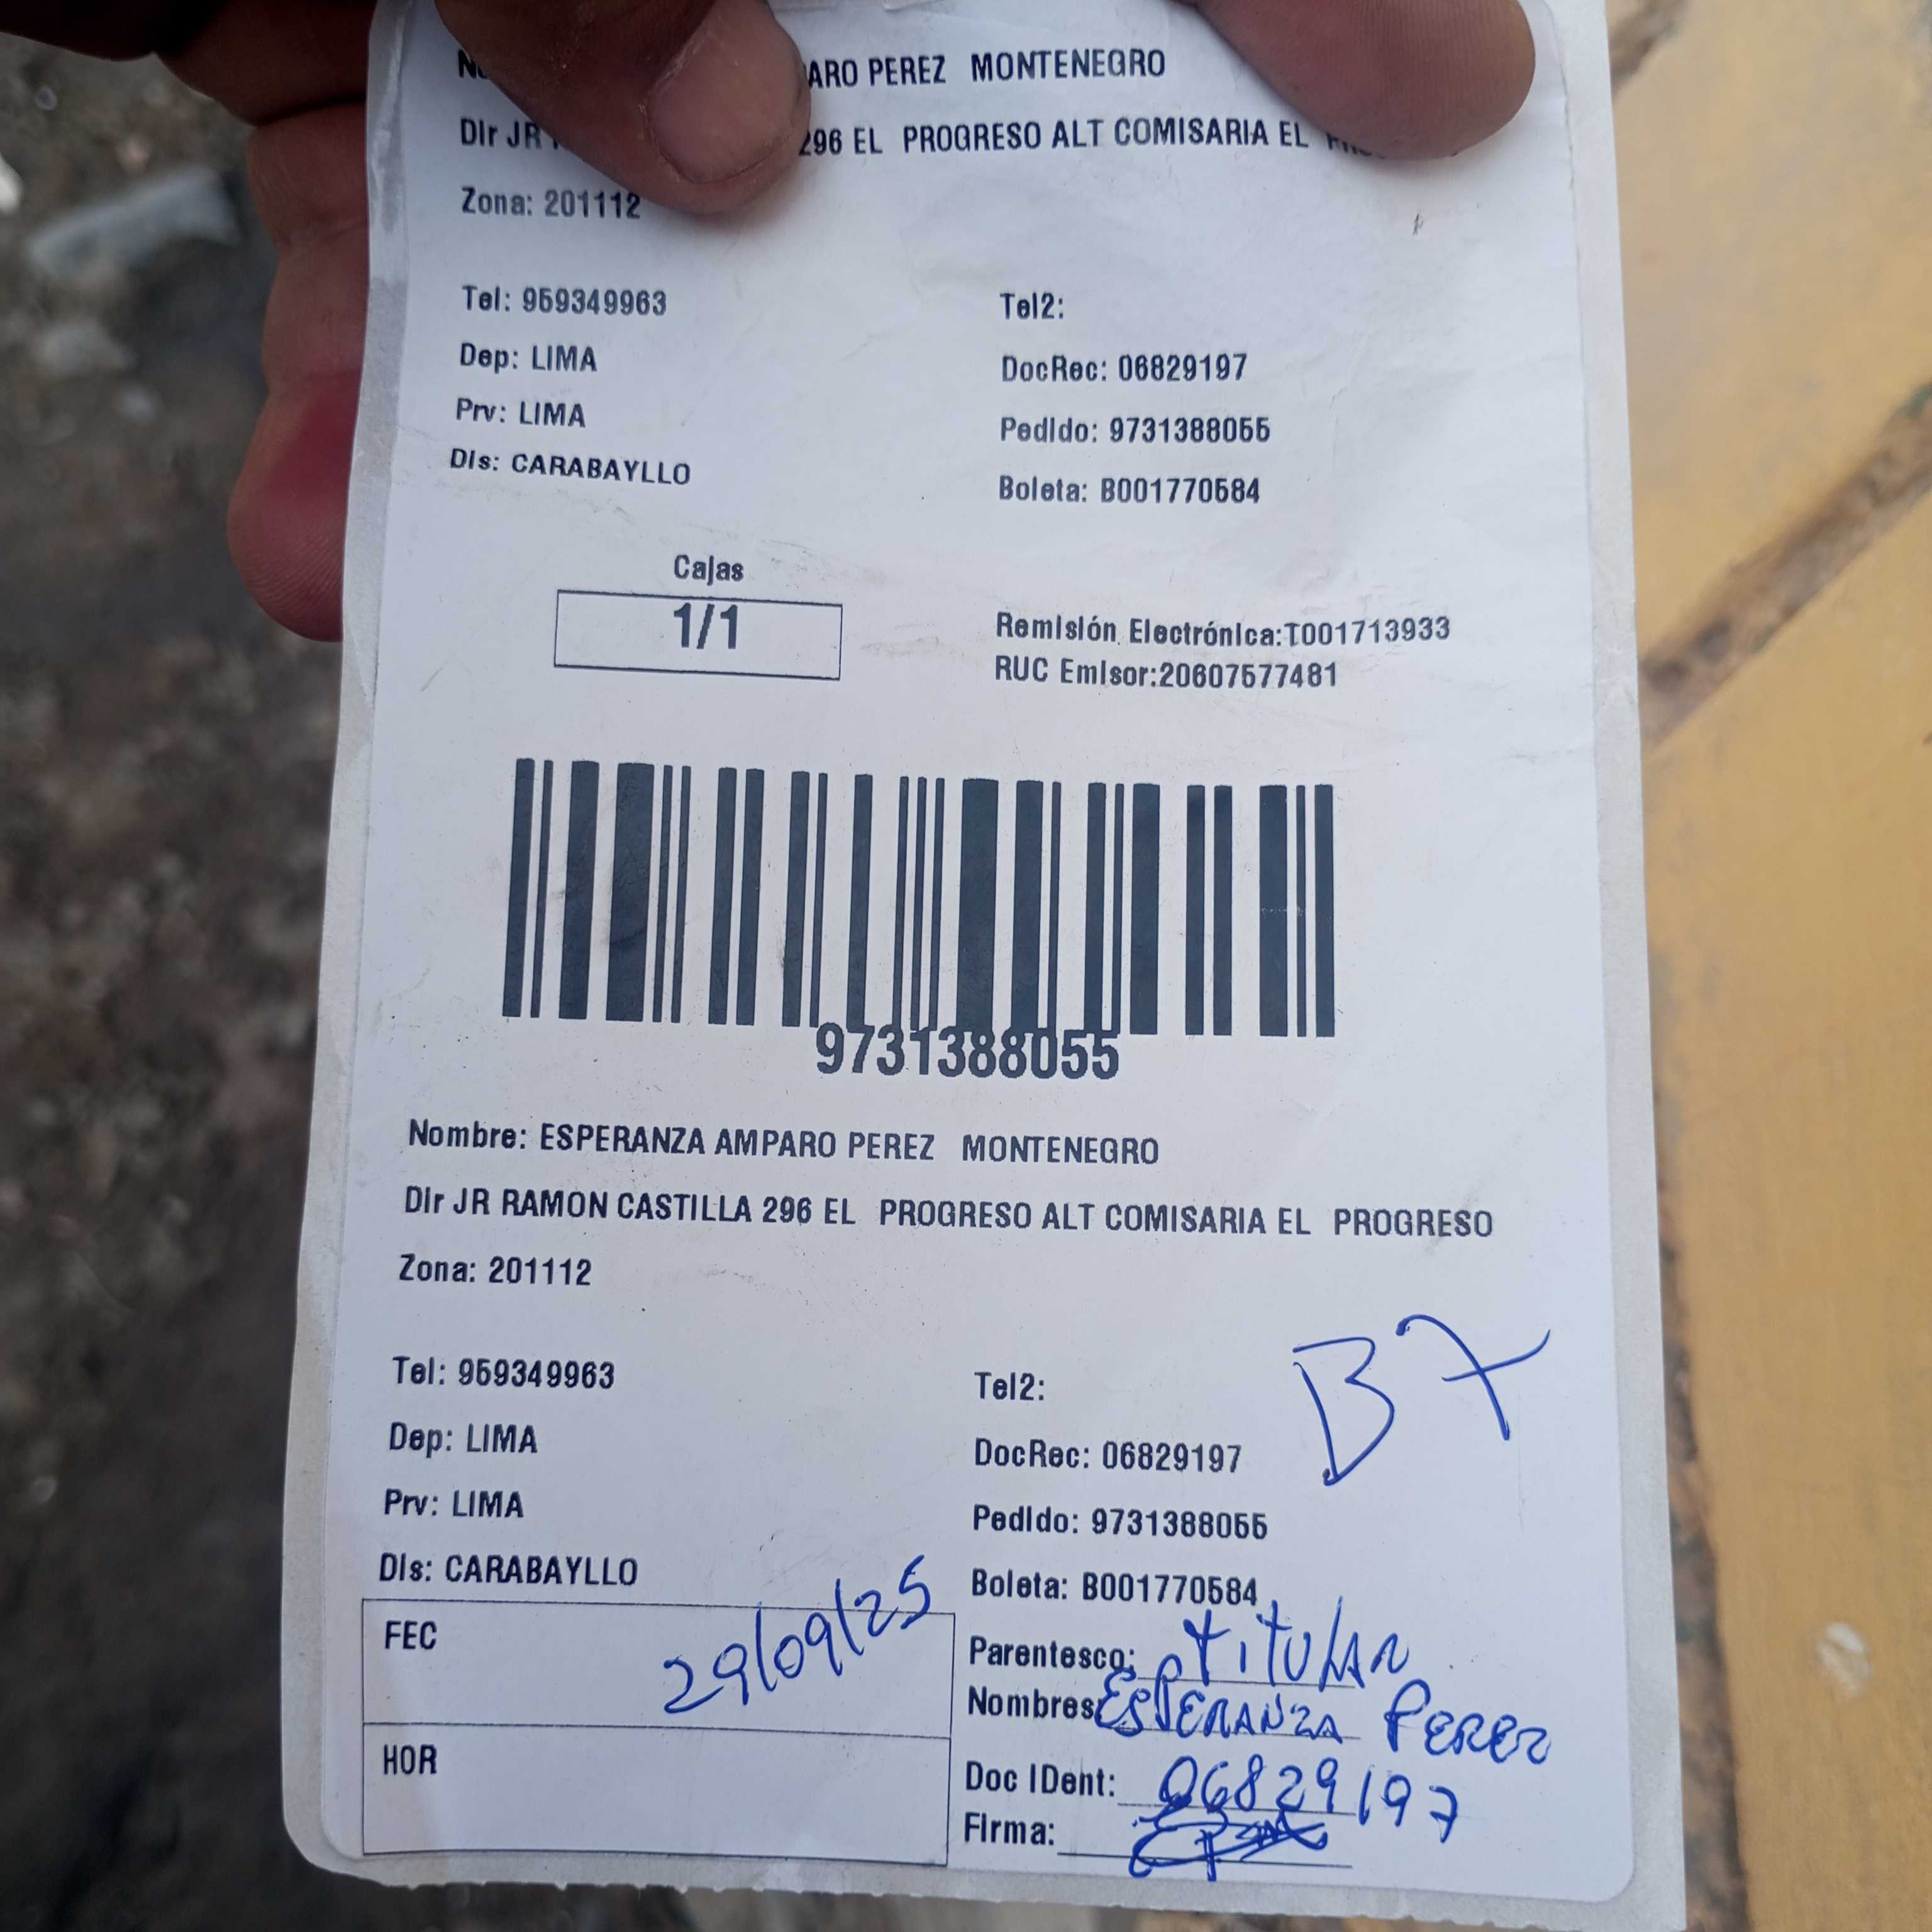 ARO PEREZ MONTENEGRO
Dir JR 296 EL PROGRESO ALT COMISARIA EL
Zona: 201112
Tel: 959349963
Tel2:
Dep: LIMA
DocRec: 06829197
Prv: LIMA
Pedido: 9731388055
Dis: CARABAYLLO
Boleta: B001770584
Cajas
1/1
Remisión Electrónica:T001713933
RUC Emisor:20607577481
9731388055
Nombre: ESPERANZA AMPARO PEREZ MONTENEGRO
Dir JR RAMON CASTILLA 296 EL PROGRESO ALT COMISARIA EL PROGRESO
Zona: 201112
B7
Tel: 959349963
Tel2:
Dep: LIMA
DocRec: 06829197
Prv: LIMA
Pedido: 9731388055
Dis: CARABAYLLO
Boleta: B001770584
FEC 29/09/25
Parentesco: TITULAR
Nombres ESPERANZA PEREZ
HOR
Doc IDent: 06829197
Firma: